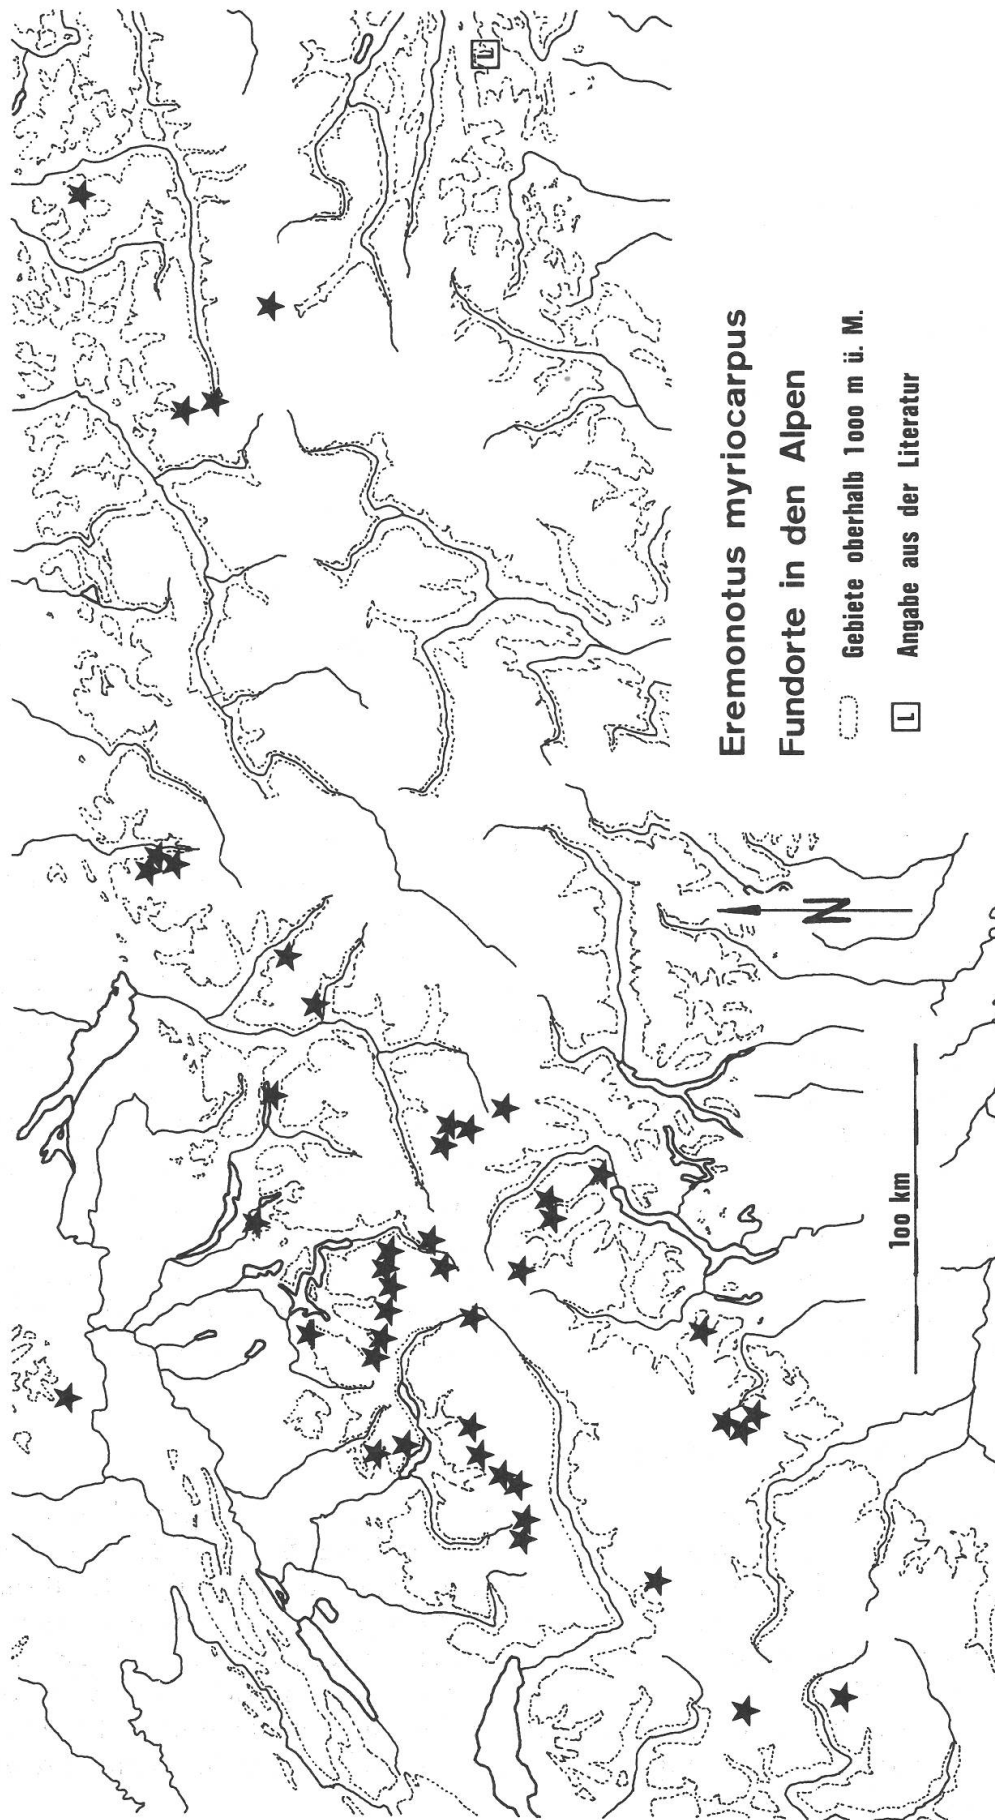 Eremonotus myriocarpus
Fundorte in den Alpen
Gebiete oberhalb 1000 m ü. M.
L Angabe aus der Literatur
L
N
100 km